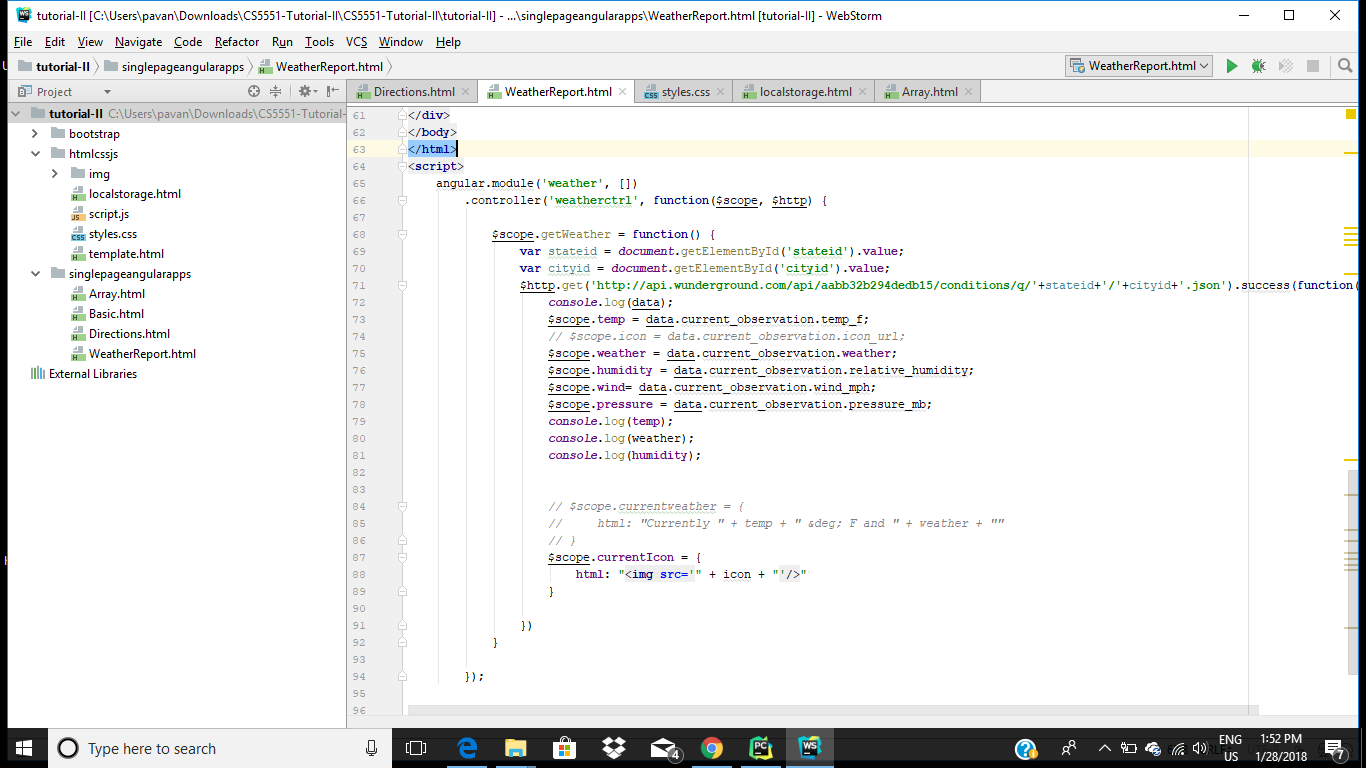 tutorial-II [C:\Users\pavan\Downloads\CS5551-Tutorial-II\CS5551-Tutorial-II\tutorial-II] - ...\singlepageangularapps\WeatherReport.html [tutorial-II] - WebStorm
File Edit View Navigate Code Refactor Run Tools VCS Window Help
tutorial-II singlepageangularapps WeatherReport.html WeatherReport.html
Project
Directions.html WeatherReport.html styles.css localstorage.html Array.html
tutorial-II C:\Users\pavan\Downloads\CS5551-Tutorial-
bootstrap
htmlcssjs
img
localstorage.html
script.js
styles.css
template.html
singlepageangularapps
Array.html
Basic.html
Directions.html
WeatherReport.html
External Libraries
61 </div>
62 </body>
63 </html>
64 <script>
65 angular.module('weather', [])
66 .controller('weatherctrl', function($scope, $http) {
67
68 $scope.getWeather = function() {
69 var stateid = document.getElementById('stateid').value;
70 var cityid = document.getElementById('cityid').value;
71 $http.get('http://api.wunderground.com/api/aabb32b294dedb15/conditions/q/'+stateid+'/'+cityid+'.json').success(function(
72 console.log(data);
73 $scope.temp = data.current_observation.temp_f;
74 // $scope.icon = data.current_observation.icon_url;
75 $scope.weather = data.current_observation.weather;
76 $scope.humidity = data.current_observation.relative_humidity;
77 $scope.wind= data.current_observation.wind_mph;
78 $scope.pressure = data.current_observation.pressure_mb;
79 console.log(temp);
80 console.log(weather);
81 console.log(humidity);
82
83
84 // $scope.currentweather = {
85 // html: "Currently " + temp + " &deg; F and " + weather + ""
86 // }
87 $scope.currentIcon = {
88 html: "<img src='" + icon + "'/>"
89 }
90
91 })
92 }
93
94 });
95
96
Type here to search
4
PC
WS
ENG
US
1:52 PM
1/28/2018
7